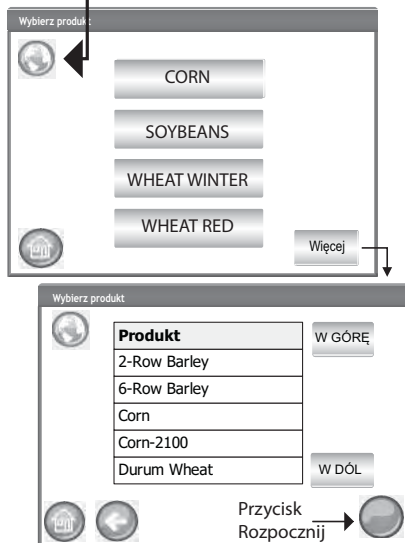 Wybierz produkt
CORN
SOYBEANS
WHEAT WINTER
WHEAT RED
Więcej
Wybierz produkt
Produkt
W GÓRĘ
2-Row Barley
6-Row Barley
Corn
Corn-2100
Durum Wheat
W DÓL
Przycisk
Rozpocznij